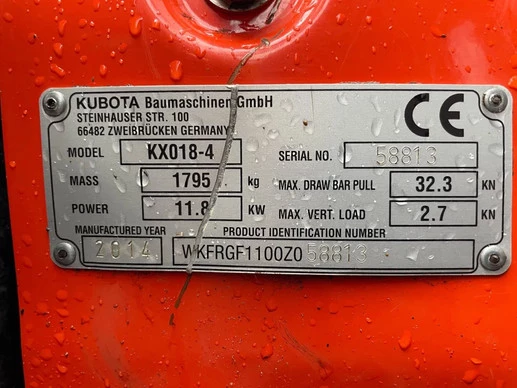 KUBOTA Baumaschinen GmbH
STEINHAUSER STR. 100
66482 ZWEIBRÜCKEN GERMANY
MODEL KX018-4 SERIAL NO. 58813
MASS 1795 kg MAX. DRAW BAR PULL 32.3 KN
POWER 11.8 KW MAX. VERT. LOAD 2.7 KN
MANUFACTURED YEAR PRODUCT IDENTIFICATION NUMBER
2014 WKFRGF1100Z058813
CE